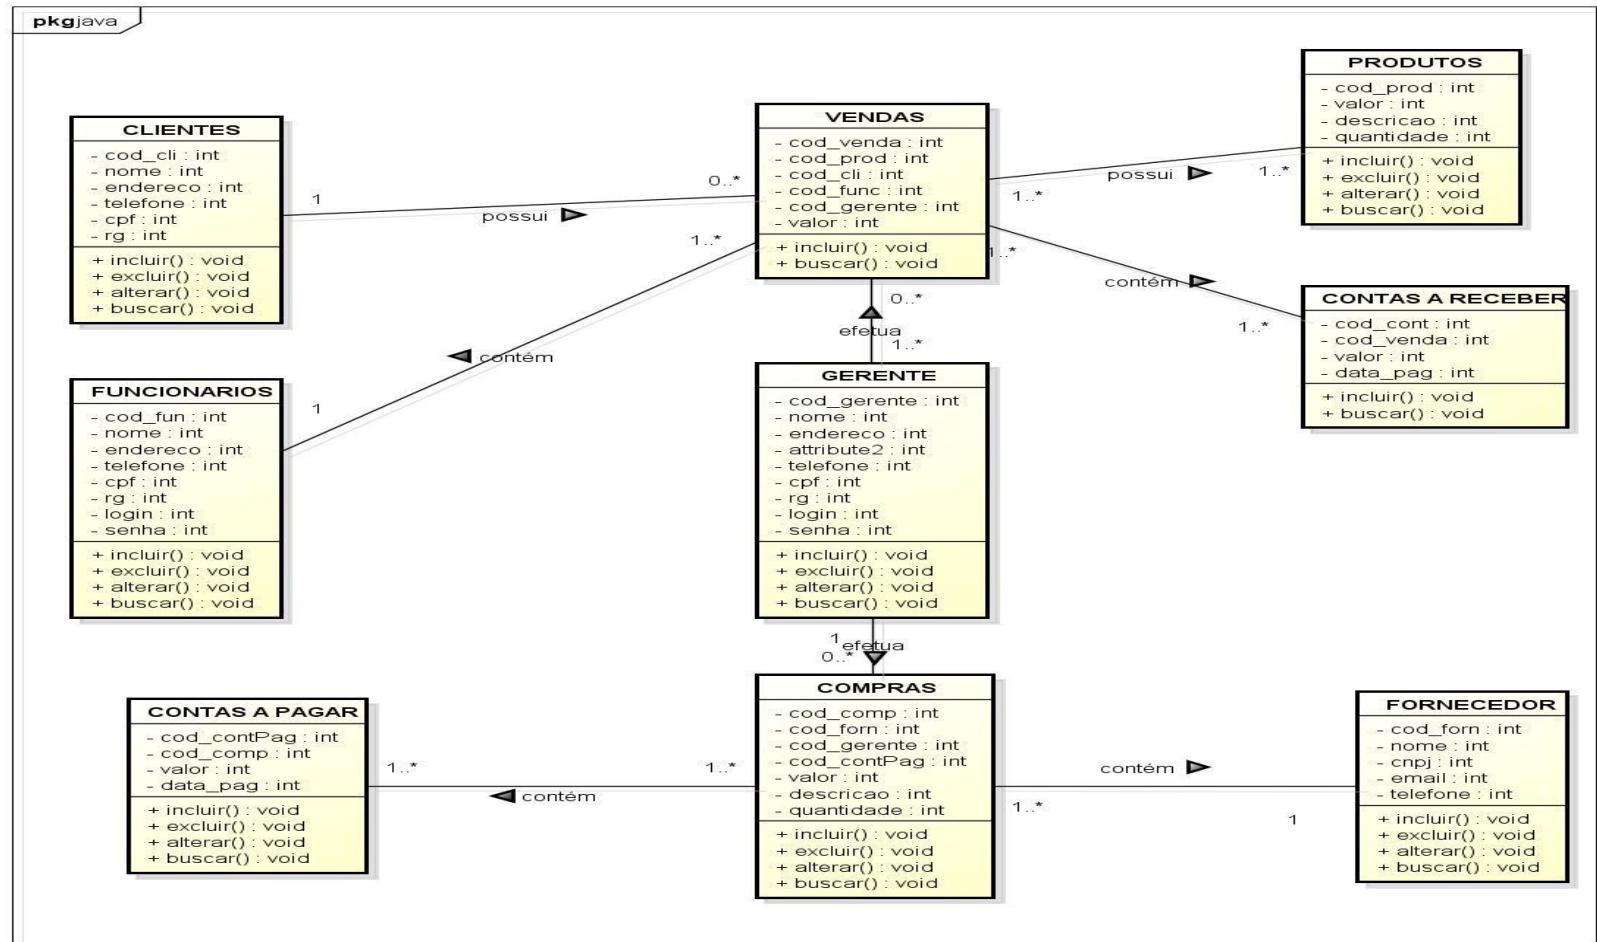 pkg java
CLIENTES
- cod_cli : int
- nome : int
- endereco : int
- telefone : int
- cpf : int
- rg : int
+ incluir() : void
+ excluir() : void
+ alterar() : void
+ buscar() : void
1
possui
0..*
VENDAS
- cod_venda : int
- cod_prod : int
- cod_cli : int
- cod_func : int
- cod_gerente : int
- valor : int
+ incluir() : void
+ buscar() : void
1..*
possui
1..*
PRODUTOS
- cod_prod : int
- valor : int
- descricao : int
- quantidade : int
+ incluir() : void
+ excluir() : void
+ alterar() : void
+ buscar() : void
1..*
contém
1..*
CONTAS A RECEBER
- cod_cont : int
- cod_venda : int
- valor : int
- data_pag : int
+ incluir() : void
+ buscar() : void
1..*
contém
1
FUNCIONARIOS
- cod_fun : int
- nome : int
- endereco : int
- telefone : int
- cpf : int
- rg : int
- login : int
- senha : int
+ incluir() : void
+ excluir() : void
+ alterar() : void
+ buscar() : void
0..*
efetua
1..*
GERENTE
- cod_gerente : int
- nome : int
- endereco : int
- attribute2 : int
- telefone : int
- cpf : int
- rg : int
- login : int
- senha : int
+ incluir() : void
+ excluir() : void
+ alterar() : void
+ buscar() : void
1
efetua
0..*
CONTAS A PAGAR
- cod_contPag : int
- cod_comp : int
- valor : int
- data_pag : int
+ incluir() : void
+ excluir() : void
+ alterar() : void
+ buscar() : void
1..*
contém
1..*
COMPRAS
- cod_comp : int
- cod_forn : int
- cod_gerente : int
- cod_contPag : int
- valor : int
- descricao : int
- quantidade : int
+ incluir() : void
+ excluir() : void
+ alterar() : void
+ buscar() : void
contém
1..*
1
FORNECEDOR
- cod_forn : int
- nome : int
- cnpj : int
- email : int
- telefone : int
+ incluir() : void
+ excluir() : void
+ alterar() : void
+ buscar() : void